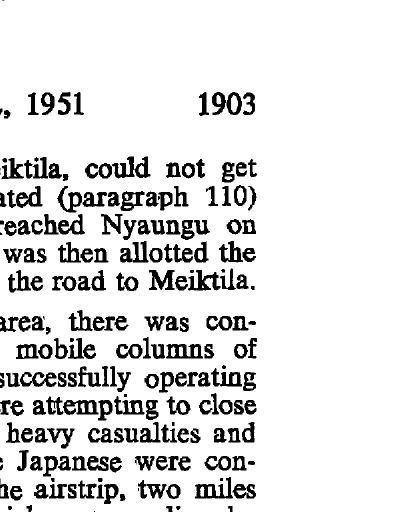 , 1951 1903
eiktila, could not get
ated (paragraph 110)
reached Nyaungu on
was then allotted the
the road to Meiktila.
area, there was con-
mobile columns of
successfully operating
re attempting to close
heavy casualties and
Japanese were con-
he airstrip, two miles